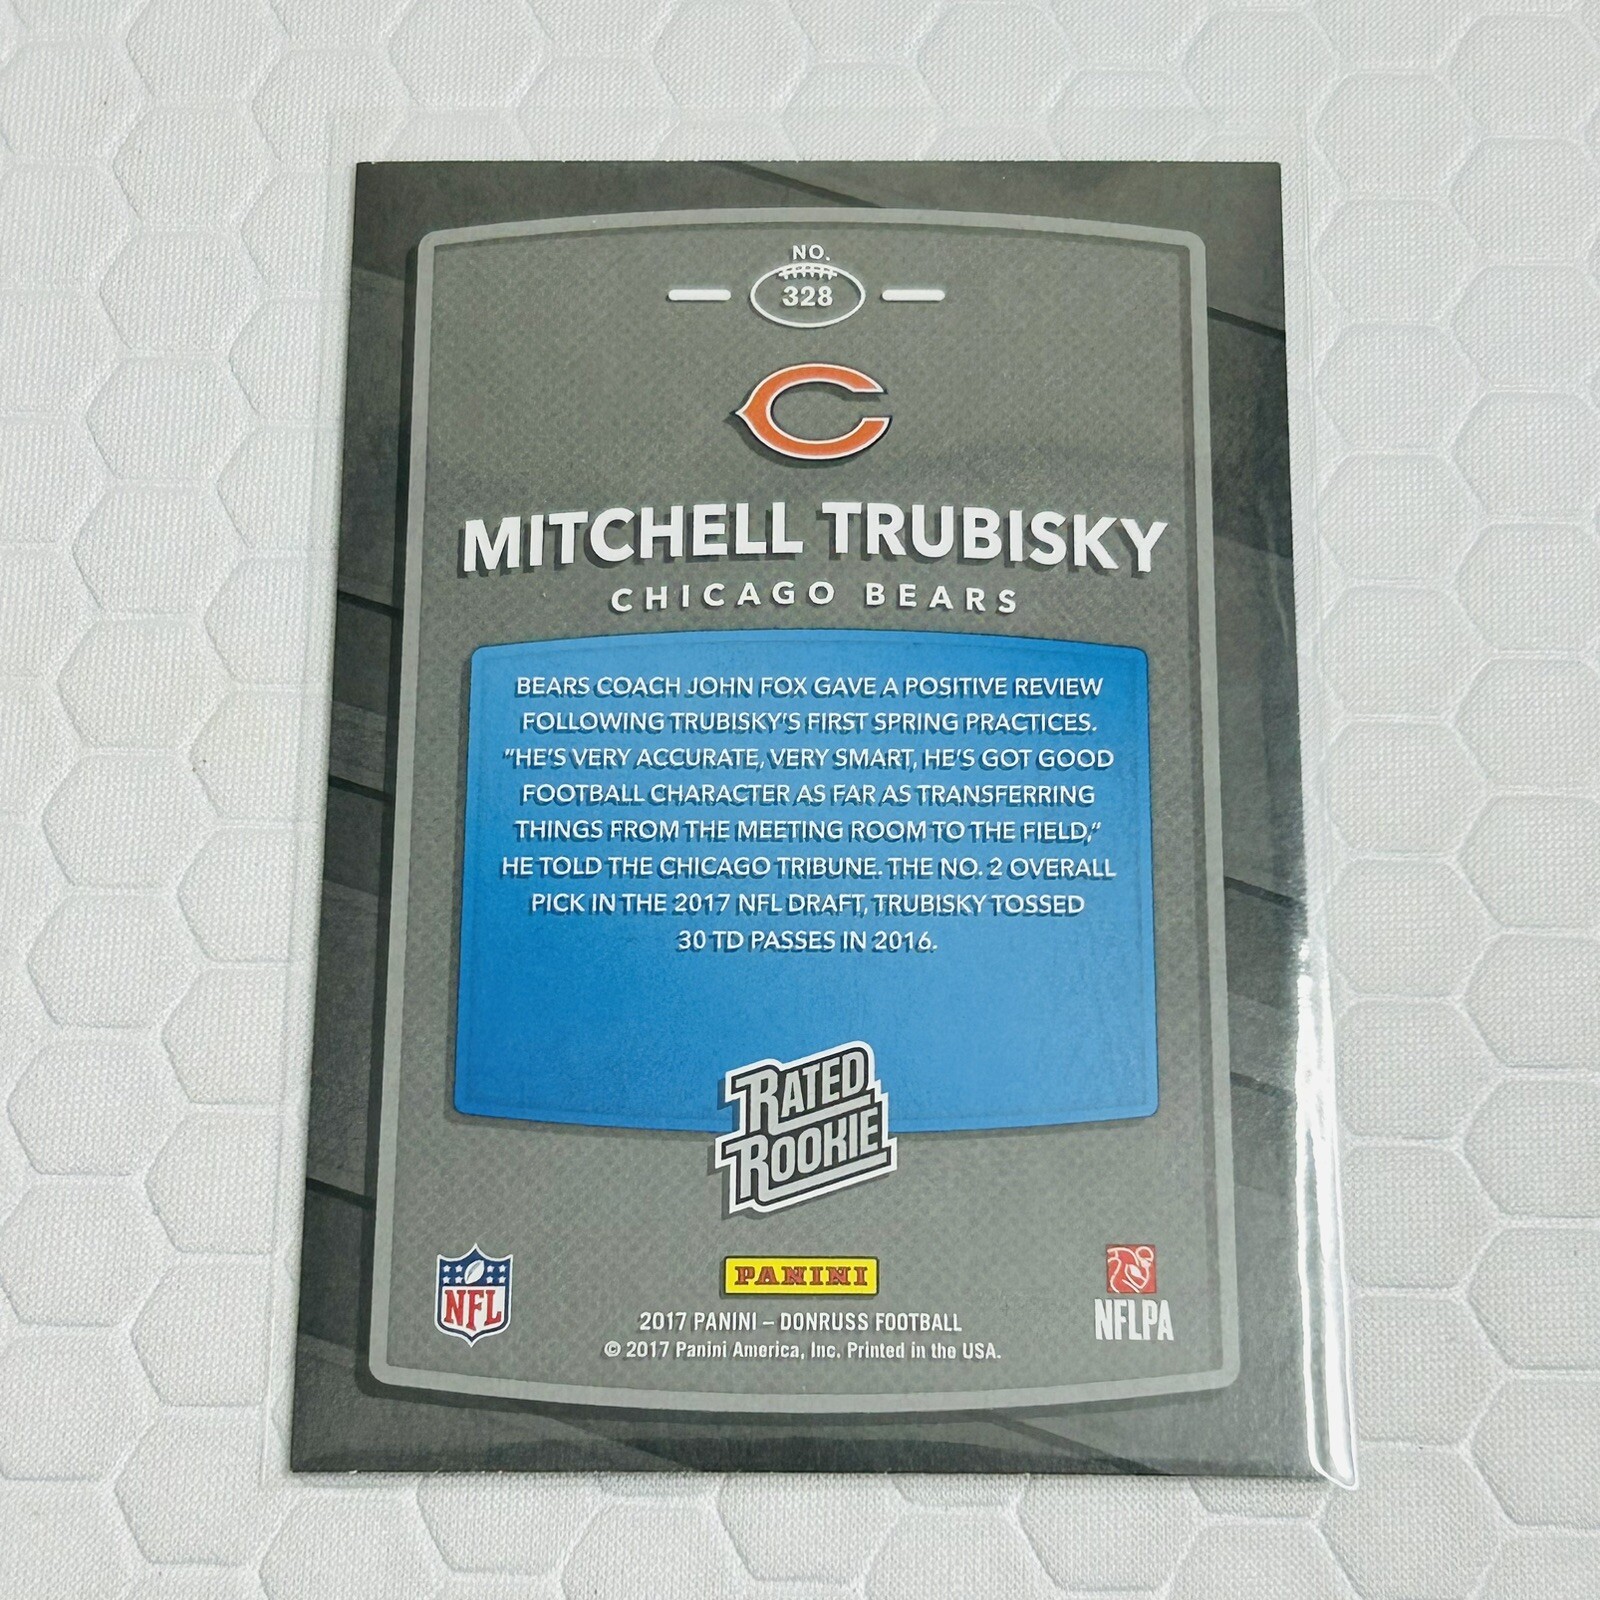 NO.
328
MITCHELL TRUBISKY
CHICAGO BEARS
BEARS COACH JOHN FOX GAVE A POSITIVE REVIEW
FOLLOWING TRUBISKY'S FIRST SPRING PRACTICES.
"HE'S VERY ACCURATE, VERY SMART, HE'S GOT GOOD
FOOTBALL CHARACTER AS FAR AS TRANSFERRING
THINGS FROM THE MEETING ROOM TO THE FIELD,"
HE TOLD THE CHICAGO TRIBUNE. THE NO. 2 OVERALL
PICK IN THE 2017 NFL DRAFT, TRUBISKY TOSSED
30 TD PASSES IN 2016.
RATED
ROOKIE
NFL
PANINI
NFLPA
2017 PANINI – DONRUSS FOOTBALL
© 2017 Panini America, Inc. Printed in the USA.